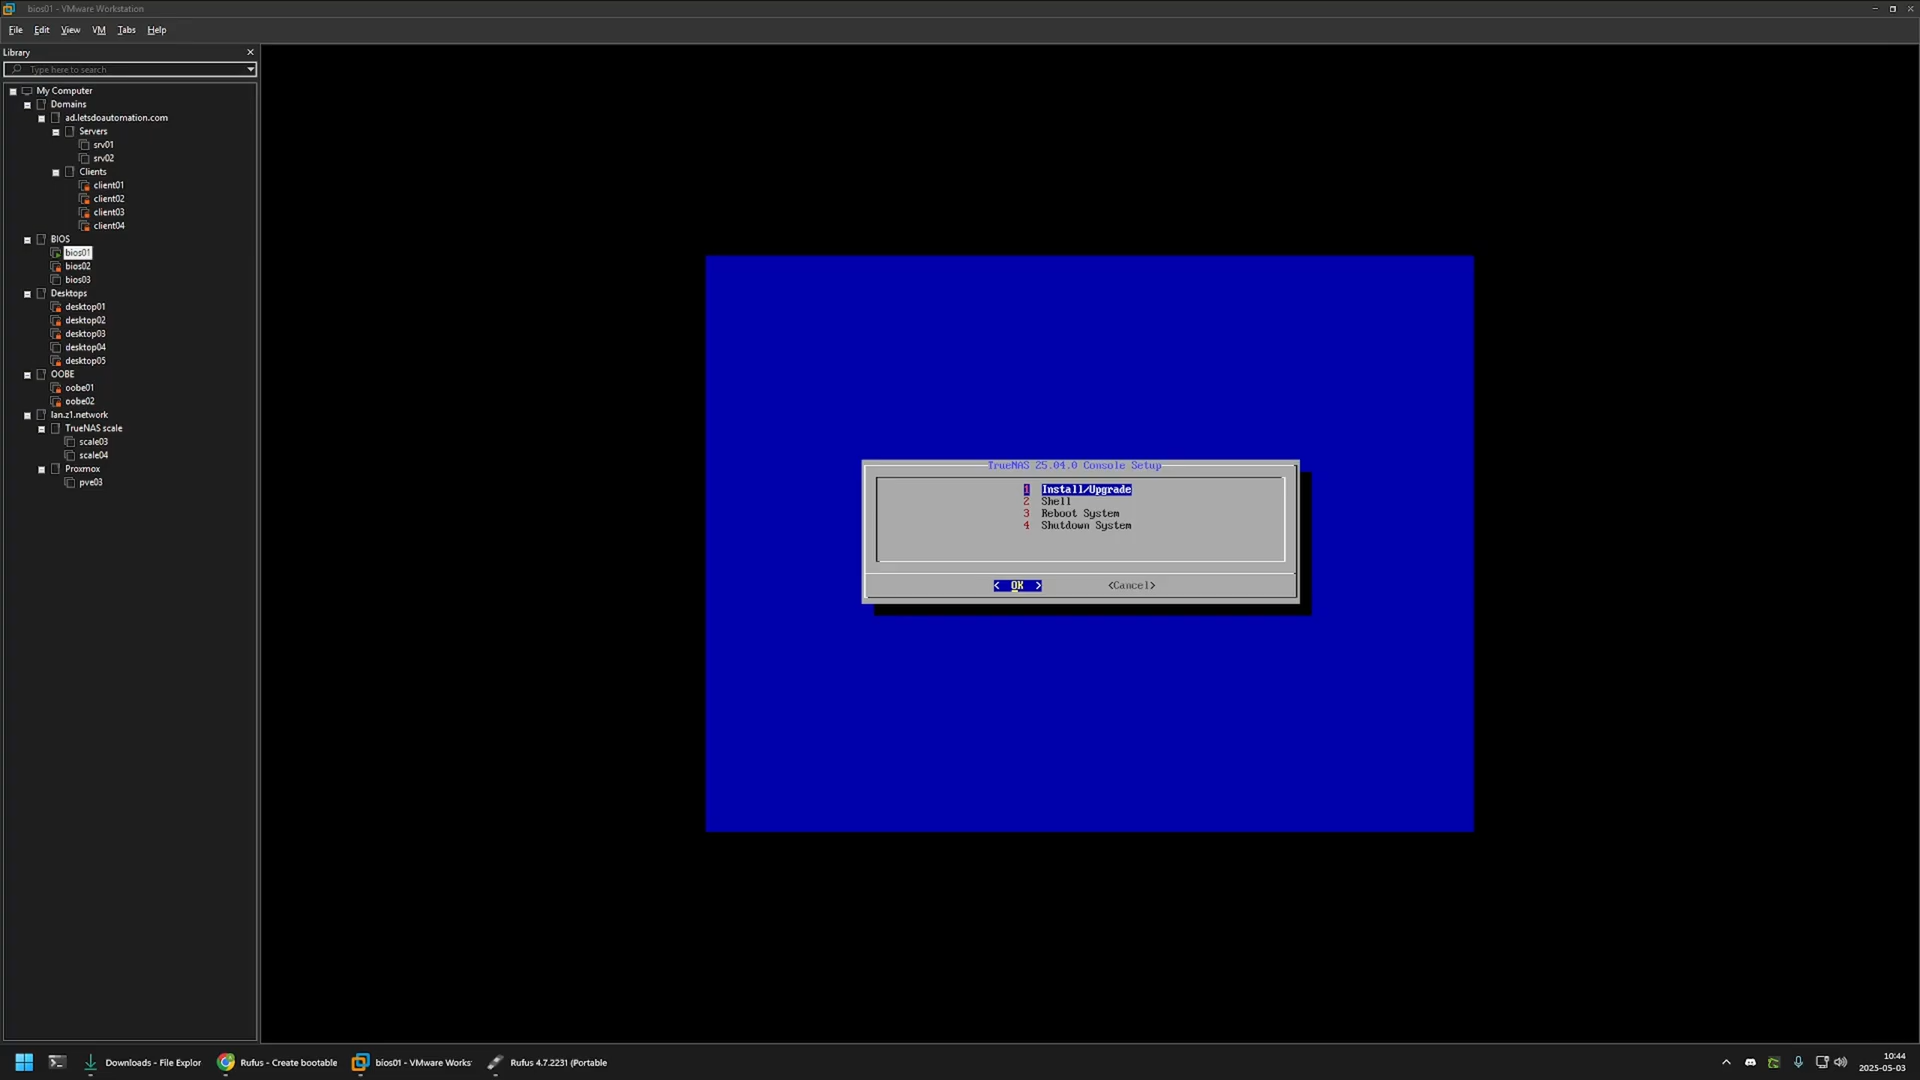 bios01 - VMware Workstation
File Edit View VM Tabs Help
Library
Type here to search
My Computer
Domains
ad.letsdoautomation.com
Servers
srv01
srv02
Clients
client01
client02
client03
client04
BIOS
bios01
bios02
bios03
Desktops
desktop01
desktop02
desktop03
desktop04
desktop05
OOBE
oobe01
oobe02
lan.z1.network
TrueNAS scale
scale03
scale04
Proxmox
pve03
TrueNAS 25.04.0 Console Setup
1 Install/Upgrade
2 Shell
3 Reboot System
4 Shutdown System
< OK > <Cancel>
Downloads - File Explor
Rufus - Create bootable
bios01 - VMware Works
Rufus 4.7.2231 (Portable
10:44
2025-05-03